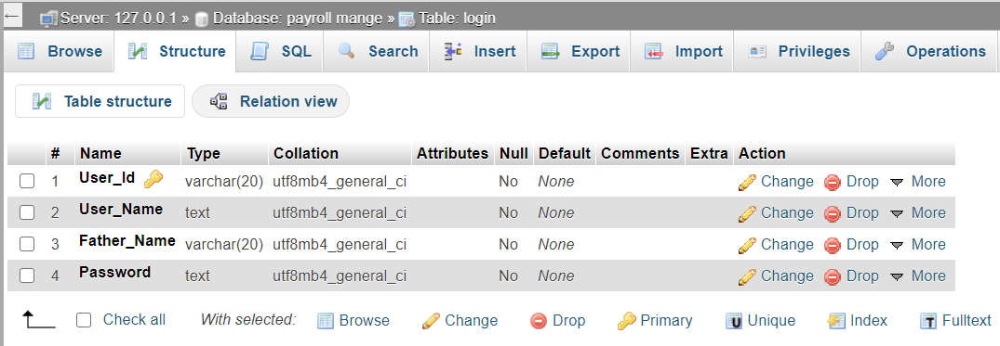 Server: 127.0.0.1 » Database: payroll mange » Table: login
Browse Structure SQL Search Insert Export Import Privileges Operations
Table structure Relation view
# Name Type Collation Attributes Null Default Comments Extra Action
1 User_Id varchar(20) utf8mb4_general_ci No None Change Drop More
2 User_Name text utf8mb4_general_ci No None Change Drop More
3 Father_Name varchar(20) utf8mb4_general_ci No None Change Drop More
4 Password text utf8mb4_general_ci No None Change Drop More
Check all With selected: Browse Change Drop Primary U Unique Index T Fulltext